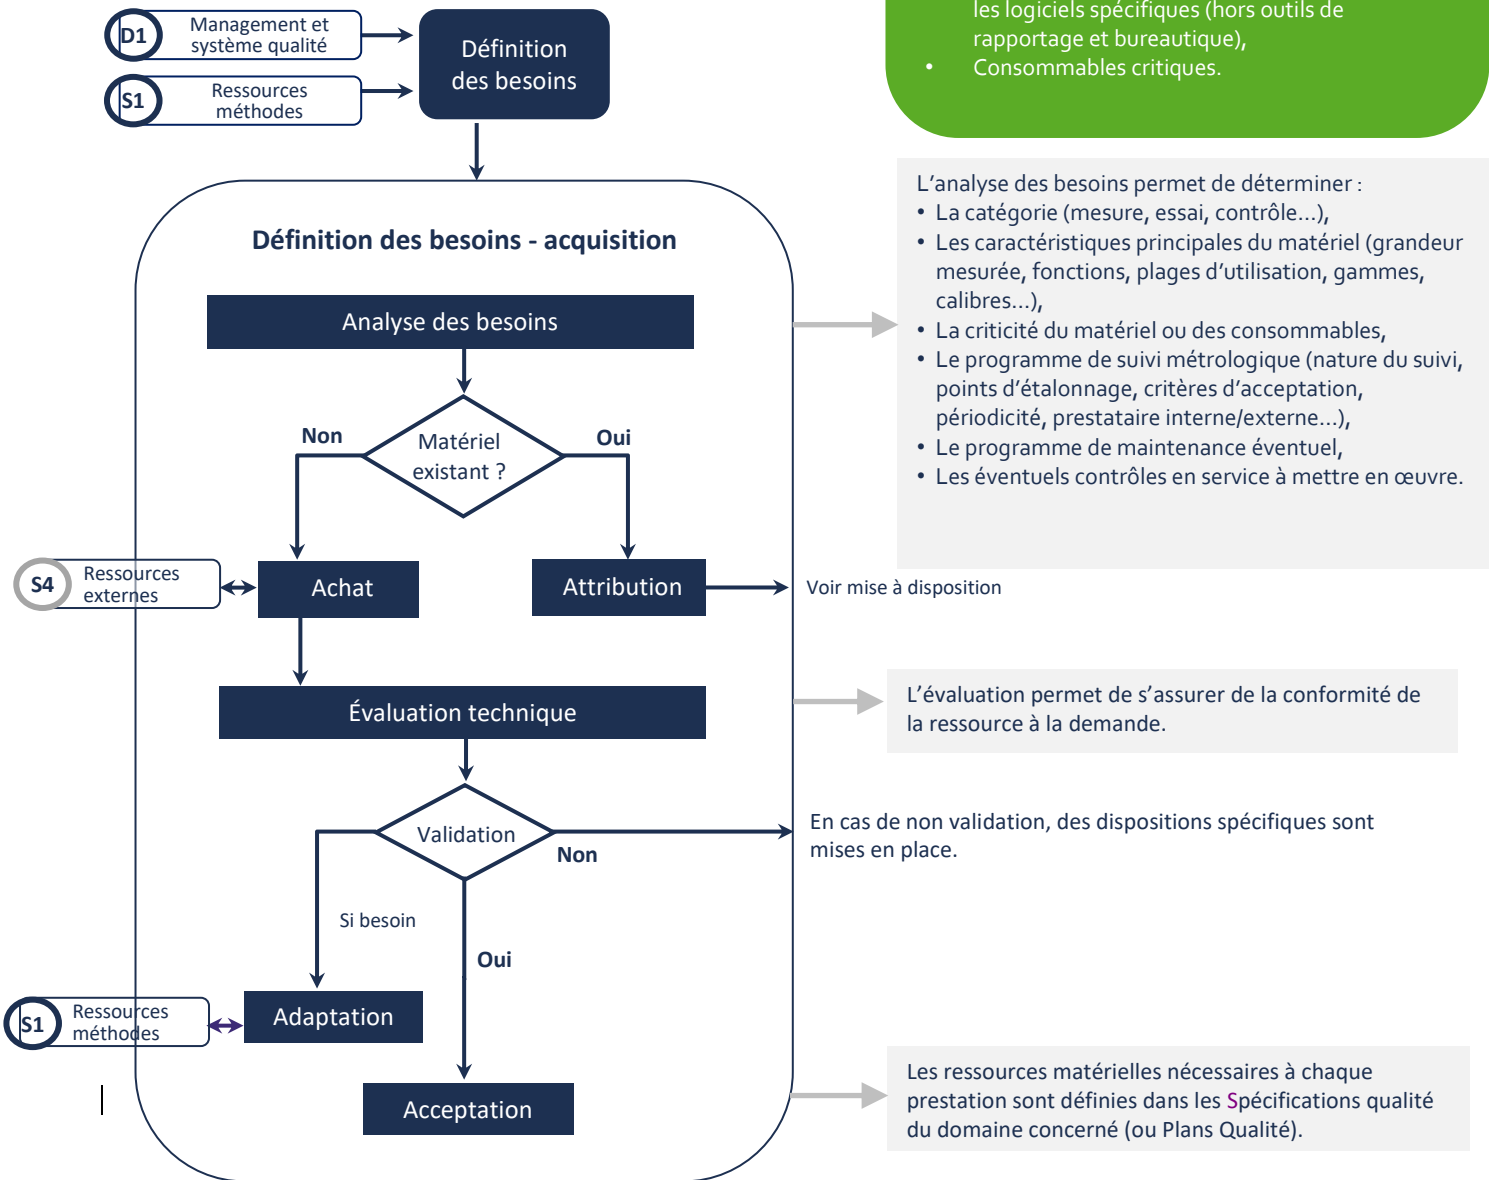 les logiciels spécifiques (hors outils de
rapportage et bureautique),
• Consommables critiques.
D1
Management et
système qualité
S1
Ressources
méthodes
Définition
des besoins
Définition des besoins - acquisition
Analyse des besoins
L'analyse des besoins permet de déterminer :
• La catégorie (mesure, essai, contrôle...),
• Les caractéristiques principales du matériel (grandeur
mesurée, fonctions, plages d'utilisation, gammes,
calibres...),
• La criticité du matériel ou des consommables,
• Le programme de suivi métrologique (nature du suivi,
points d'étalonnage, critères d'acceptation,
périodicité, prestataire interne/externe...),
• Le programme de maintenance éventuel,
• Les éventuels contrôles en service à mettre en œuvre.
Non
Matériel
existant ?
Oui
S4
Ressources
externes
Achat
Attribution
Voir mise à disposition
Évaluation technique
L'évaluation permet de s'assurer de la conformité de
la ressource à la demande.
Validation
Non
En cas de non validation, des dispositions spécifiques sont
mises en place.
Si besoin
Oui
S1
Ressources
méthodes
Adaptation
Acceptation
Les ressources matérielles nécessaires à chaque
prestation sont définies dans les Spécifications qualité
du domaine concerné (ou Plans Qualité).